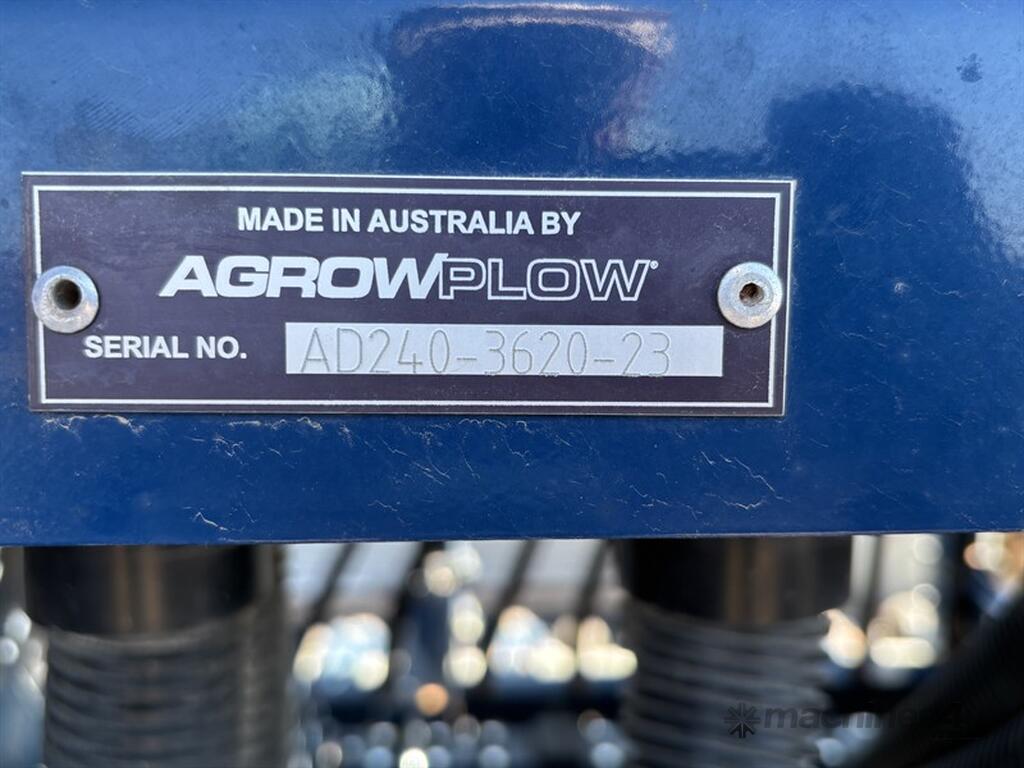 MADE IN AUSTRALIA BY
AGROWPLOW®
SERIAL NO. AD240-3620-23